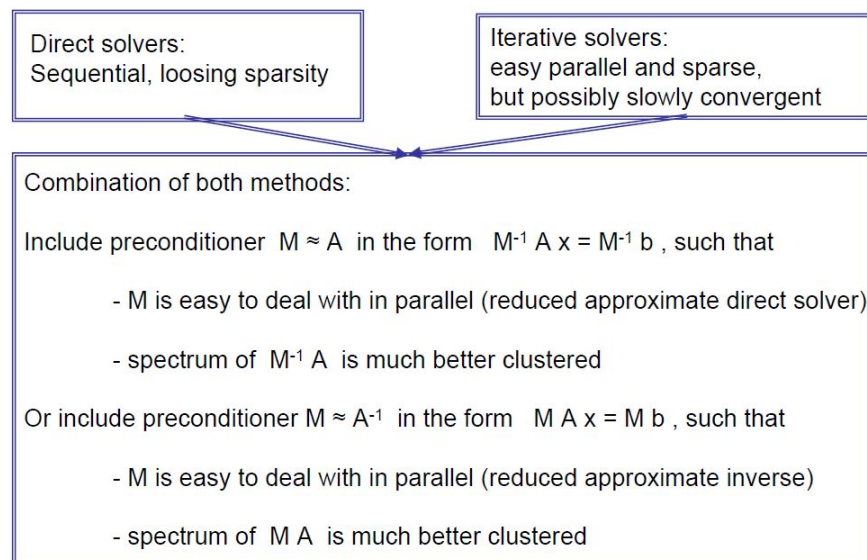 Direct solvers:
Sequential, loosing sparsity
Iterative solvers:
easy parallel and sparse,
but possibly slowly convergent
Combination of both methods:
Include preconditioner M ≈ A in the form M⁻¹ A x = M⁻¹ b , such that
- M is easy to deal with in parallel (reduced approximate direct solver)
- spectrum of M⁻¹ A is much better clustered
Or include preconditioner M ≈ A⁻¹ in the form M A x = M b , such that
- M is easy to deal with in parallel (reduced approximate inverse)
- spectrum of M A is much better clustered